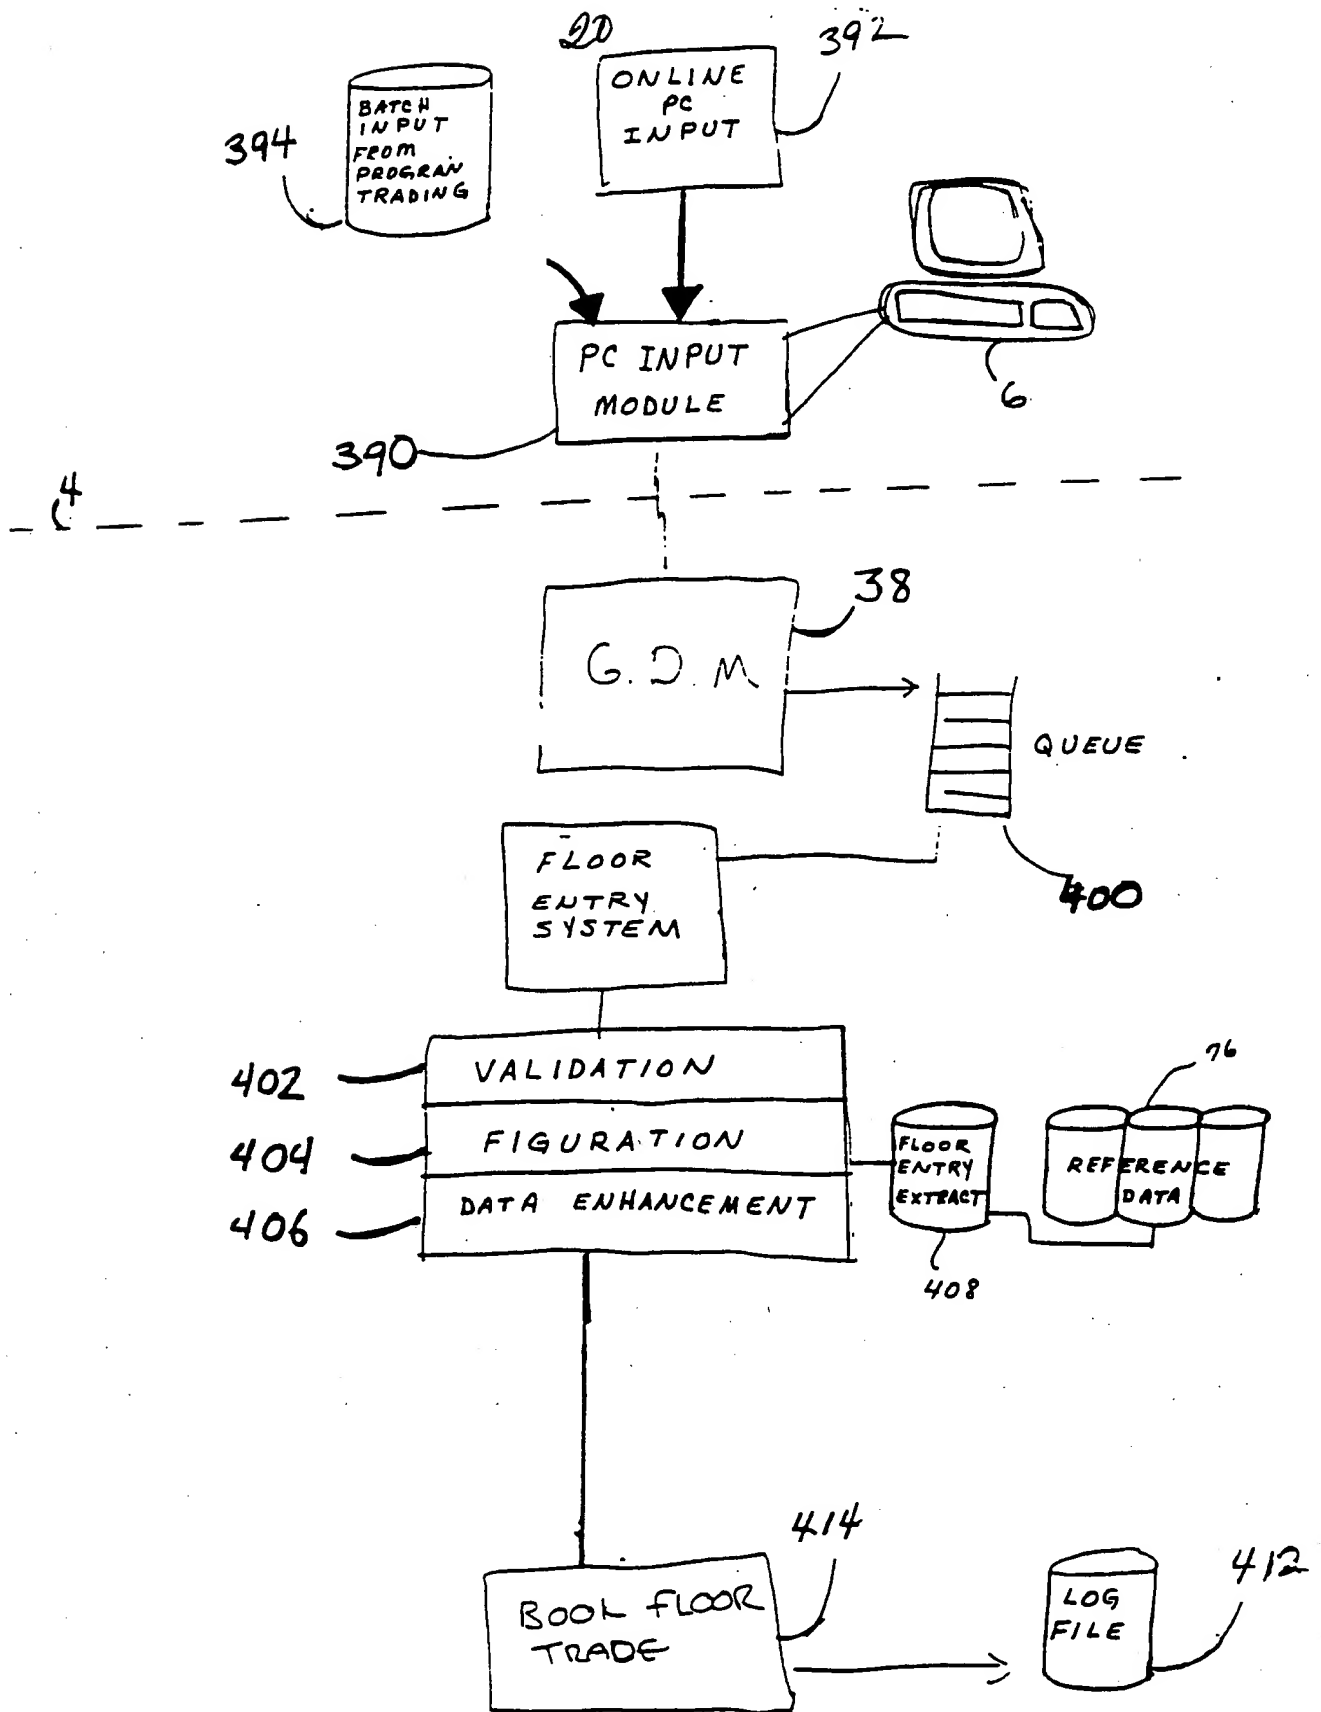 20
392
ONLINE
PC
INPUT
BATCH
INPUT
FROM
PROGRAN
TRADING
394
PC INPUT
MODULE
6
390
4
38
G.D.M
QUEUE
400
FLOOR
ENTRY
SYSTEM
402
VALIDATION
76
404
FIGURATION
FLOOR
ENTRY
EXTRACT
REFERENCE
DATA
406
DATA ENHANCEMENT
408
414
412
BOOK FLOOR
TRADE
LOG
FILE